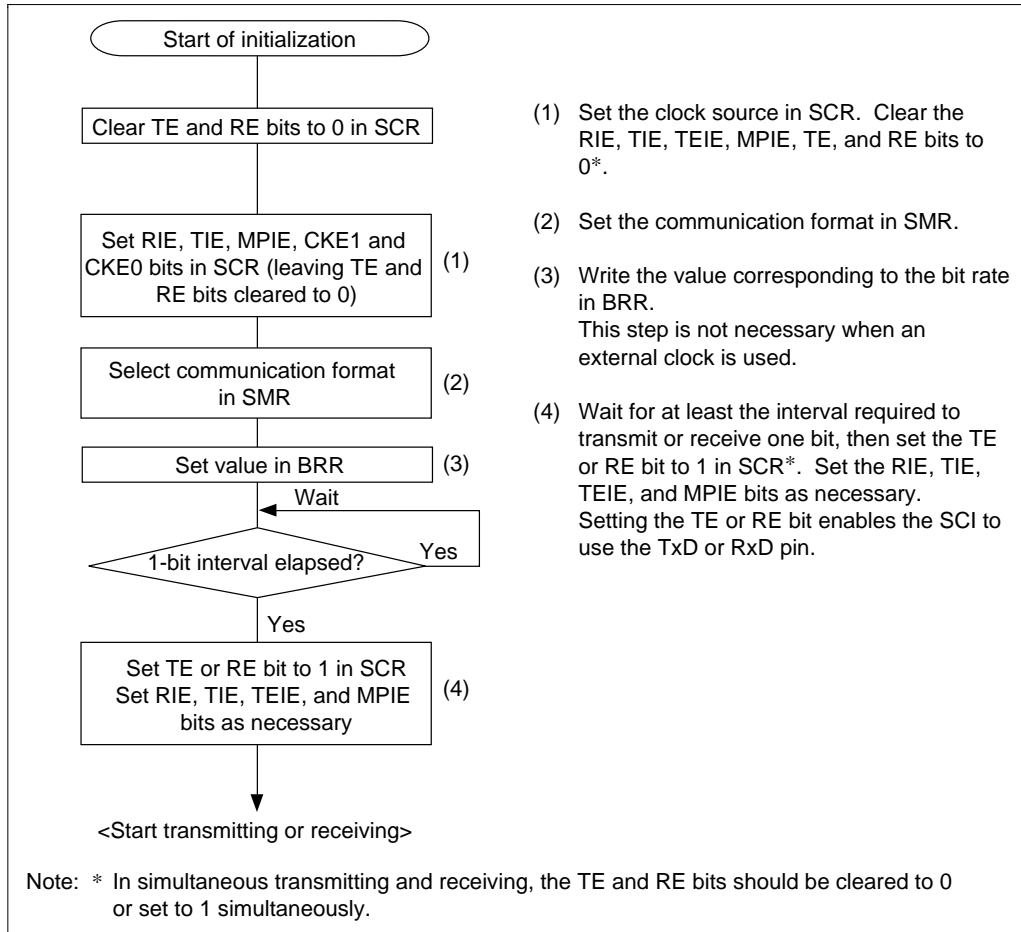 Start of initialization
Clear TE and RE bits to 0 in SCR
Set RIE, TIE, MPIE, CKE1 and
CKE0 bits in SCR (leaving TE and
RE bits cleared to 0)
(1)
Select communication format
in SMR
(2)
Set value in BRR
(3)
Wait
1-bit interval elapsed?
Yes
Yes
Set TE or RE bit to 1 in SCR
Set RIE, TIE, TEIE, and MPIE
bits as necessary
(4)
<Start transmitting or receiving>
(1) Set the clock source in SCR. Clear the
RIE, TIE, TEIE, MPIE, TE, and RE bits to
0*.
(2) Set the communication format in SMR.
(3) Write the value corresponding to the bit rate
in BRR.
This step is not necessary when an
external clock is used.
(4) Wait for at least the interval required to
transmit or receive one bit, then set the TE
or RE bit to 1 in SCR*. Set the RIE, TIE,
TEIE, and MPIE bits as necessary.
Setting the TE or RE bit enables the SCI to
use the TxD or RxD pin.
Note: * In simultaneous transmitting and receiving, the TE and RE bits should be cleared to 0
or set to 1 simultaneously.